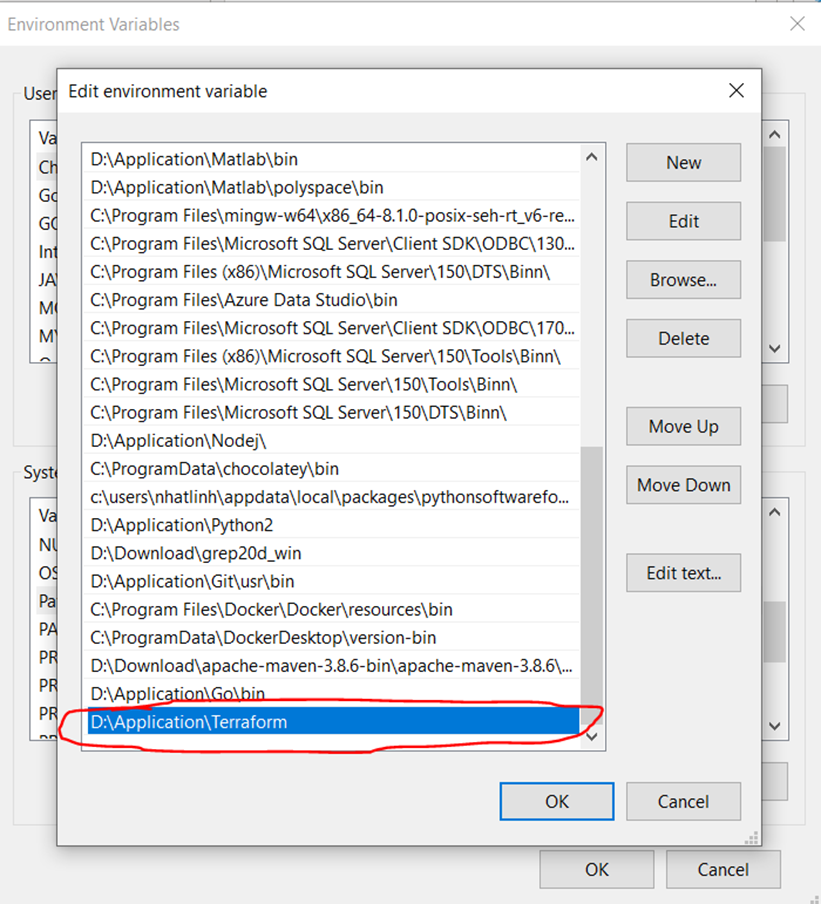 Environment Variables
Edit environment variable
User
Va
Ch
GO
Int
JA
MO
D:\Application\Matlab\bin
D:\Application\Matlab\polyspace\bin
C:\Program Files\mingw-w64\x86_64-8.1.0-posix-seh-rt_v6-re...
C:\Program Files\Microsoft SQL Server\Client SDK\ODBC\130...
C:\Program Files (x86)\Microsoft SQL Server\150\DTS\Binn\
C:\Program Files\Azure Data Studio\bin
C:\Program Files\Microsoft SQL Server\Client SDK\ODBC\170...
C:\Program Files (x86)\Microsoft SQL Server\150\Tools\Binn\
C:\Program Files\Microsoft SQL Server\150\Tools\Binn\
C:\Program Files\Microsoft SQL Server\150\DTS\Binn\
D:\Application\Nodej\
C:\ProgramData\chocolatey\bin
c:\users\nhatlinh\appdata\local\packages\pythonsoftwarefo...
D:\Application\Python2
D:\Download\grep20d_win
D:\Application\Git\usr\bin
C:\Program Files\Docker\Docker\resources\bin
C:\ProgramData\DockerDesktop\version-bin
D:\Download\apache-maven-3.8.6-bin\apache-maven-3.8.6\...
D:\Application\Go\bin
D:\Application\Terraform
New
Edit
Browse...
Delete
Move Up
Move Down
Edit text...
OK
Cancel
Syste
Va
NU
OS
Pa
PA
PR
PR
PR
OK
Cancel